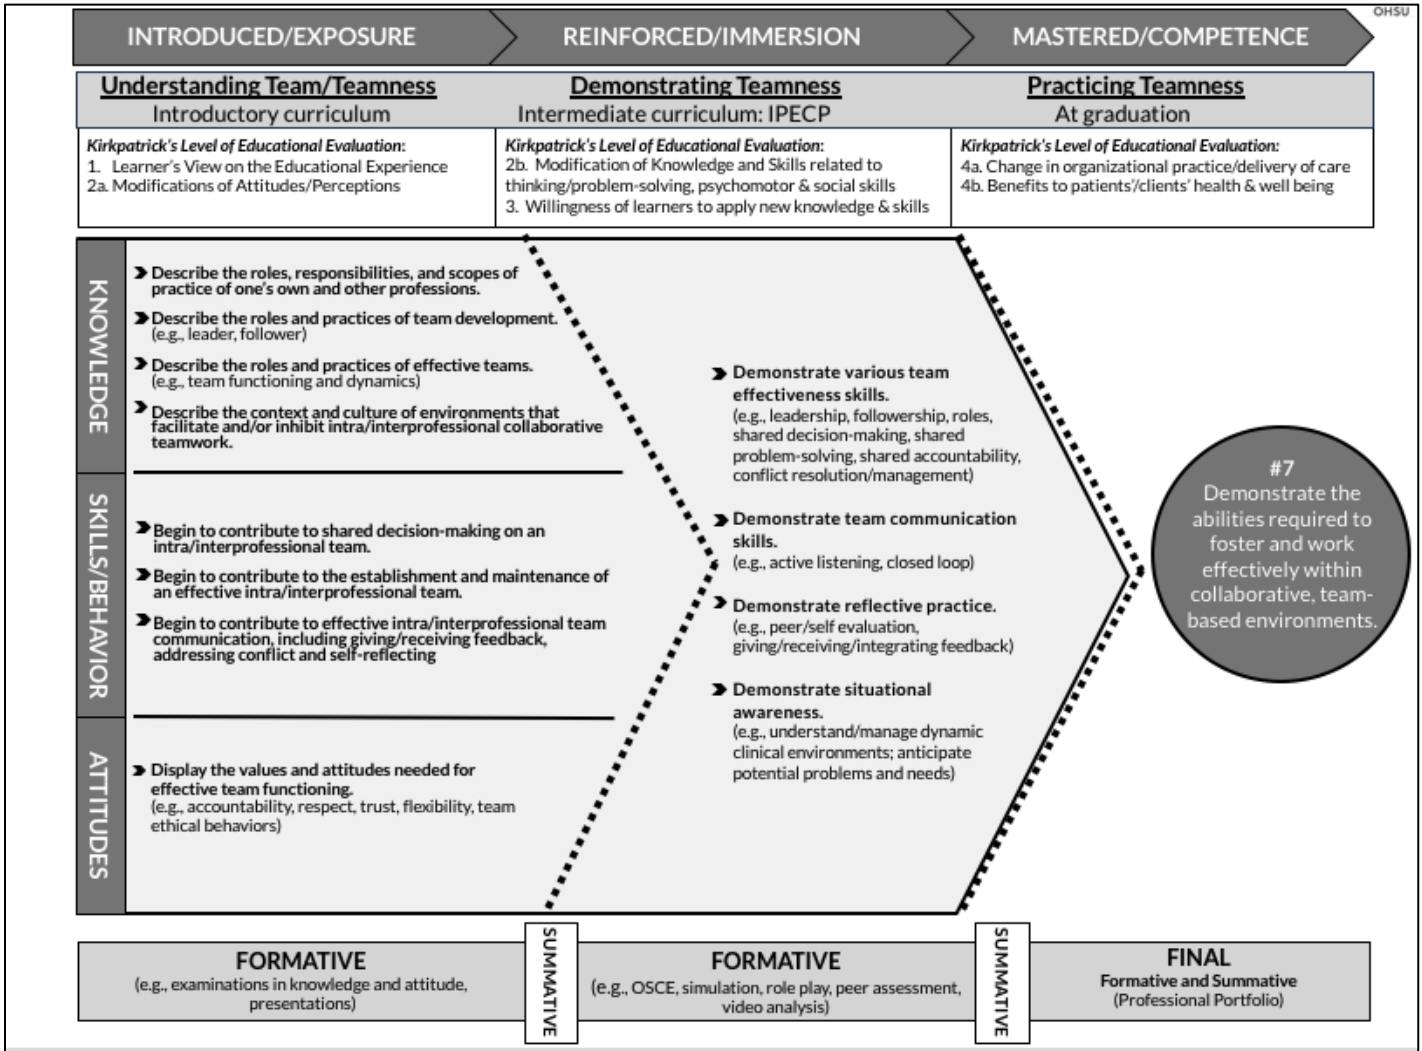 OHSU
INTRODUCED/EXPOSURE
REINFORCED/IMMERSION
MASTERED/COMPETENCE
Understanding Team/Teamness
Introductory curriculum
Demonstrating Teamness
Intermediate curriculum: IPECP
Practicing Teamness
At graduation
Kirkpatrick's Level of Educational Evaluation:
1. Learner's View on the Educational Experience
2a. Modifications of Attitudes/Perceptions
Kirkpatrick's Level of Educational Evaluation:
2b. Modification of Knowledge and Skills related to
thinking/problem-solving, psychomotor & social skills
3. Willingness of learners to apply new knowledge & skills
Kirkpatrick's Level of Educational Evaluation:
4a. Change in organizational practice/delivery of care
4b. Benefits to patients'/clients' health & well being
KNOWLEDGE
Describe the roles, responsibilities, and scopes of
practice of one's own and other professions.
Describe the roles and practices of team development.
(e.g., leader, follower)
Describe the roles and practices of effective teams.
(e.g., team functioning and dynamics)
Describe the context and culture of environments that
facilitate and/or inhibit intra/interprofessional collaborative
teamwork.
SKILLS/BEHAVIOR
Begin to contribute to shared decision-making on an
intra/interprofessional team.
Begin to contribute to the establishment and maintenance of
an effective intra/interprofessional team.
Begin to contribute to effective intra/interprofessional team
communication, including giving/receiving feedback,
addressing conflict and self-reflecting
ATTITUDES
Display the values and attitudes needed for
effective team functioning.
(e.g., accountability, respect, trust, flexibility, team
ethical behaviors)
Demonstrate various team
effectiveness skills.
(e.g., leadership, followership, roles,
shared decision-making, shared
problem-solving, shared accountability,
conflict resolution/management)
Demonstrate team communication
skills.
(e.g., active listening, closed loop)
Demonstrate reflective practice.
(e.g., peer/self evaluation,
giving/receiving/integrating feedback)
Demonstrate situational
awareness.
(e.g., understand/manage dynamic
clinical environments; anticipate
potential problems and needs)
#7
Demonstrate the
abilities required to
foster and work
effectively within
collaborative, team-
based environments.
FORMATIVE
(e.g., examinations in knowledge and attitude,
presentations)
SUMMATIVE
FORMATIVE
(e.g., OSCE, simulation, role play, peer assessment,
video analysis)
SUMMATIVE
FINAL
Formative and Summative
(Professional Portfolio)